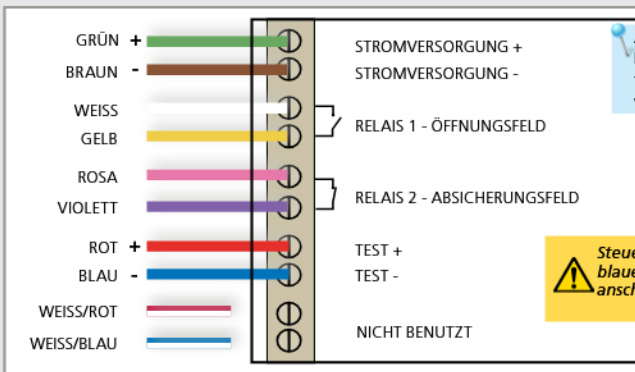 GRÜN +
STROMVERSORGUNG +
BRAUN -
STROMVERSORGUNG -
WEISS
GELB
RELAIS 1 - ÖFFNUNGSFELD
ROSA
VIOLETT
RELAIS 2 - ABSICHERUNGSFELD
ROT +
TEST +
BLAU -
TEST -
WEISS/ROT
WEISS/BLAU
NICHT BENUTZT
Steue
blaue
ansch